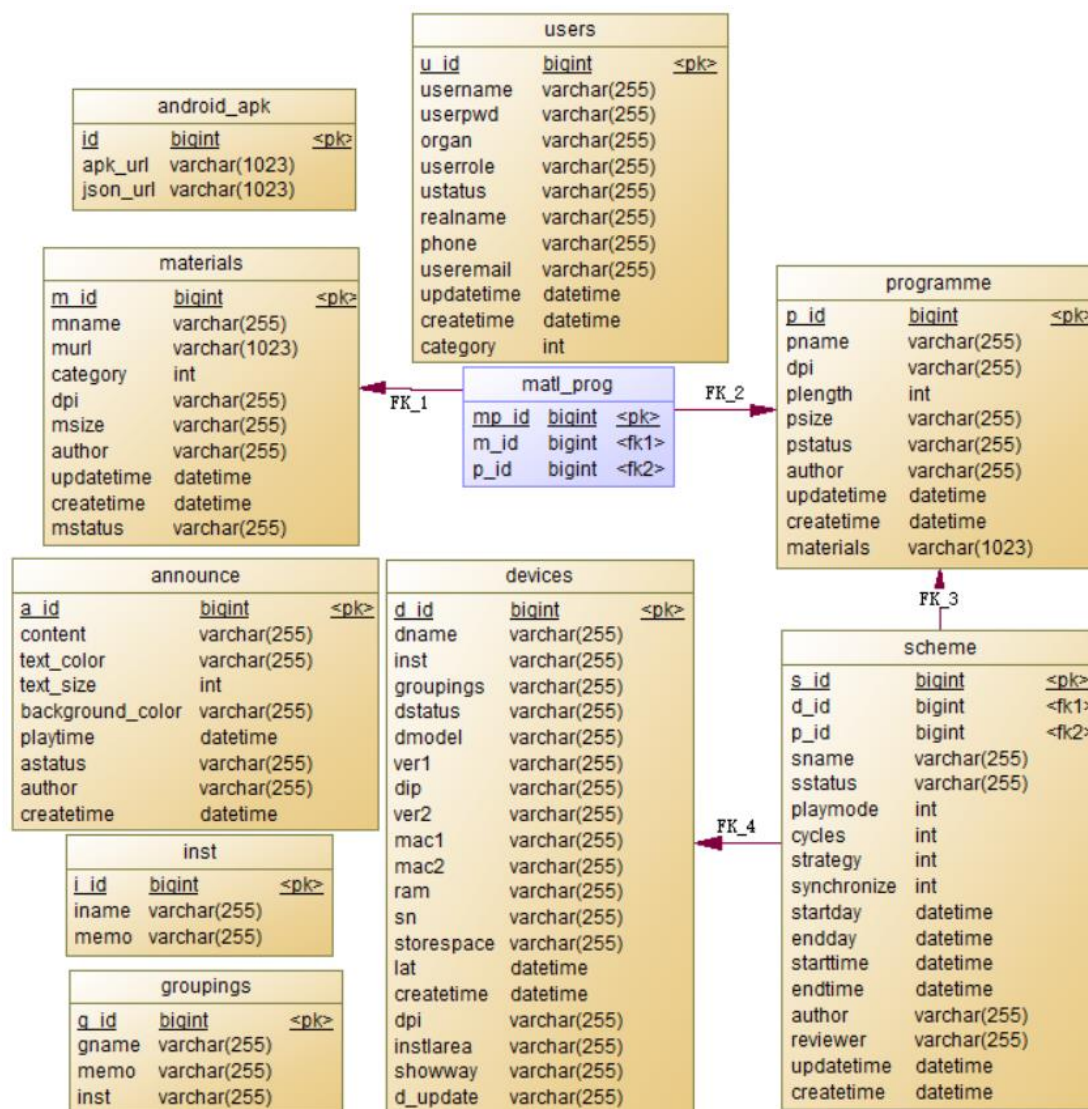 users
u_id bigint <pk>
username varchar(255)
userpwd varchar(255)
organ varchar(255)
userrole varchar(255)
ustatus varchar(255)
realname varchar(255)
phone varchar(255)
useremail varchar(255)
updatetime datetime
createtime datetime
category int
android_apk
id bigint <pk>
apk_url varchar(1023)
json_url varchar(1023)
materials
m_id bigint <pk>
mname varchar(255)
murl varchar(1023)
category int
dpi varchar(255)
msize varchar(255)
author varchar(255)
updatetime datetime
createtime datetime
mstatus varchar(255)
FK_1
matl_prog
mp_id bigint <pk>
m_id bigint <fk1>
p_id bigint <fk2>
FK_2
programme
p_id bigint <pk>
pname varchar(255)
dpi varchar(255)
plength int
psize varchar(255)
pstatus varchar(255)
author varchar(255)
updatetime datetime
createtime datetime
materials varchar(1023)
FK_3
announce
a_id bigint <pk>
content varchar(255)
text_color varchar(255)
text_size int
background_color varchar(255)
playtime datetime
astatus varchar(255)
author varchar(255)
createtime datetime
inst
i_id bigint <pk>
iname varchar(255)
memo varchar(255)
groupings
g_id bigint <pk>
gname varchar(255)
memo varchar(255)
inst varchar(255)
devices
d_id bigint <pk>
dname varchar(255)
inst varchar(255)
groupings varchar(255)
dstatus varchar(255)
dmodel varchar(255)
ver1 varchar(255)
dip varchar(255)
ver2 varchar(255)
mac1 varchar(255)
mac2 varchar(255)
ram varchar(255)
sn varchar(255)
storespace varchar(255)
lat datetime
createtime datetime
dpi varchar(255)
instlarea varchar(255)
showway varchar(255)
d_update varchar(255)
FK_4
scheme
s_id bigint <pk>
d_id bigint <fk1>
p_id bigint <fk2>
sname varchar(255)
sstatus varchar(255)
playmode int
cycles int
strategy int
synchronize int
startday datetime
endday datetime
starttime datetime
endtime datetime
author varchar(255)
reviewer varchar(255)
updatetime datetime
createtime datetime